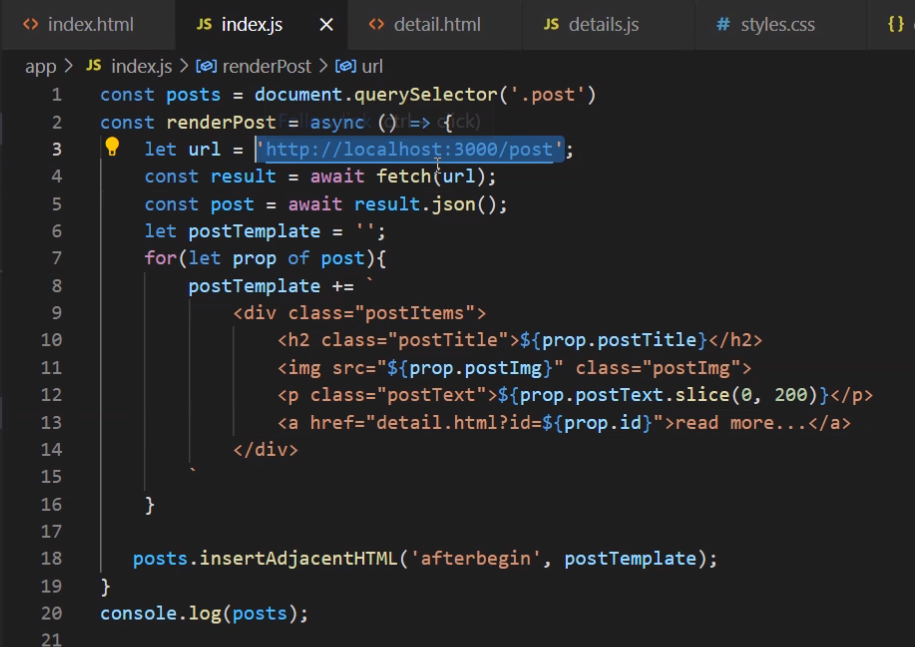 <> index.html JS index.js × <> detail.html JS details.js # styles.css {}
app > JS index.js > renderPost > url
1 const posts = document.querySelector('.post')
2 const renderPost = async () => {
3 let url = 'http://localhost:3000/post';
4 const result = await fetch(url);
5 const post = await result.json();
6 let postTemplate = '';
7 for(let prop of post){
8 postTemplate += `
9 <div class="postItems">
10 <h2 class="postTitle">${prop.postTitle}</h2>
11 <img src="${prop.postImg}" class="postImg">
12 <p class="postText">${prop.postText.slice(0, 200)}</p>
13 <a href="detail.html?id=${prop.id}">read more...</a>
14 </div>
15 `
16 }
17
18 posts.insertAdjacentHTML('afterbegin', postTemplate);
19 }
20 console.log(posts);
21